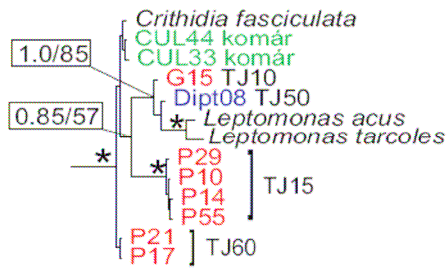 Crithidia fasciculata
CUL44 komár
1.0/85
CUL33 komár
G15 TJ10
Dipt08 TJ50
0.85/57
* Leptomonas acus
Leptomonas tarcoles
* * P29
P10
TJ15
P14
P55
P21
TJ60
P17